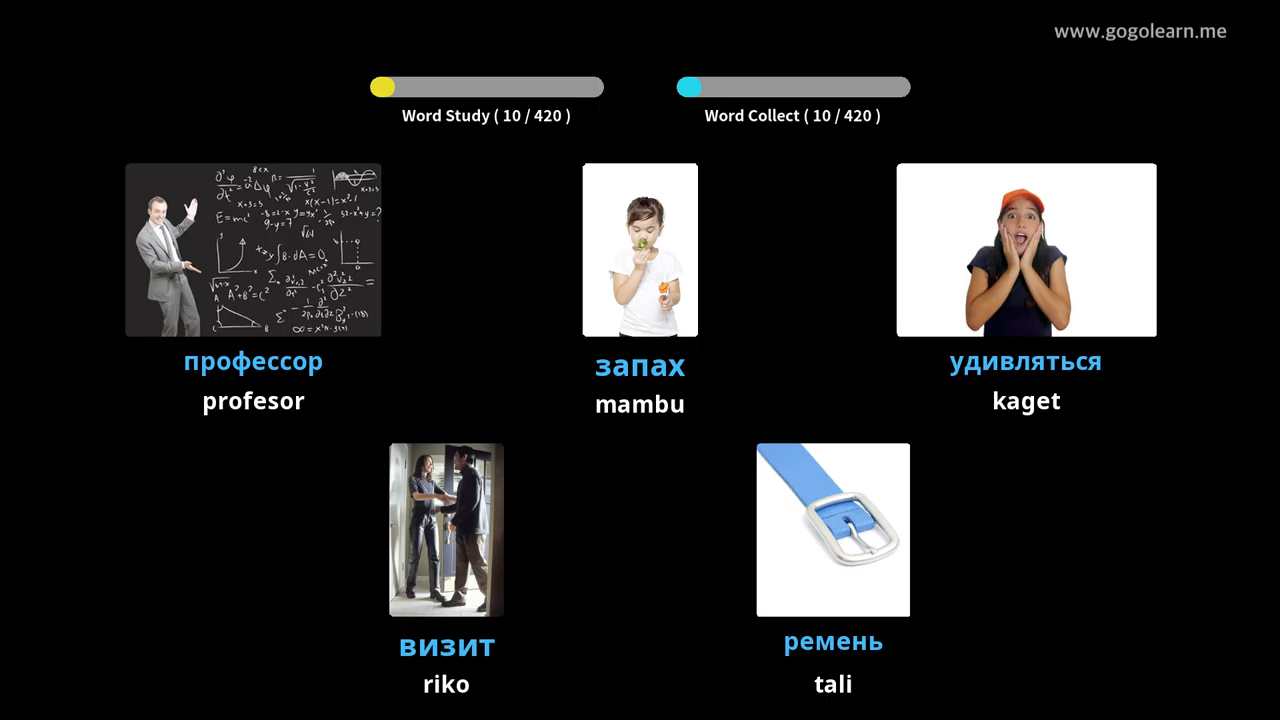 www.gogolearn.me
Word Study ( 10 / 420 )
Word Collect ( 10 / 420 )
профессор
profesor
запах
mambu
удивляться
kaget
визит
riko
ремень
tali